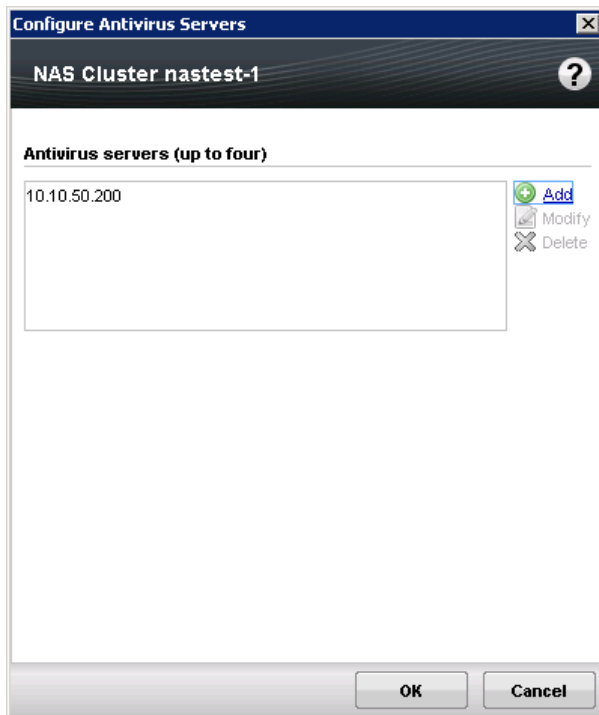 Configure Antivirus Servers
NAS Cluster nastest-1
?
Antivirus servers (up to four)
10.10.50.200
Add
Modify
Delete
OK
Cancel